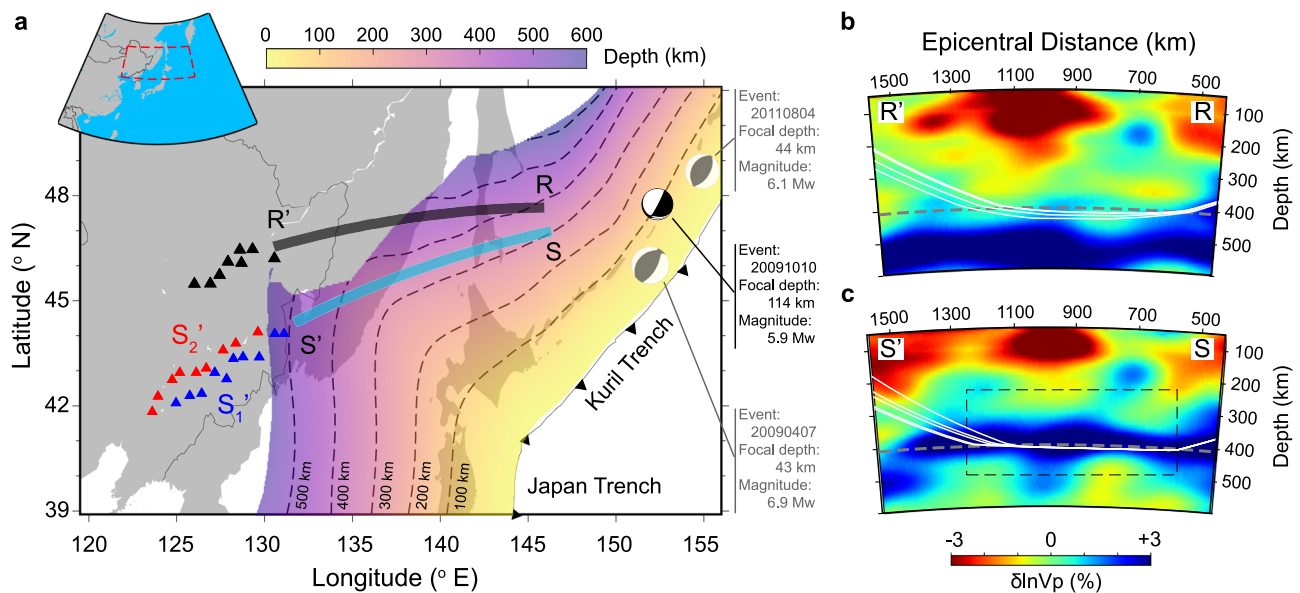 a
0 100 200 300 400 500 600
Depth (km)
Latitude (° N)
48
45
42
39
120 125 130 135 140 145 150 155
Longitude (° E)
R'
R
S
S'
S2'
S1'
500 km
400 km
300 km
200 km
100 km
Kuril Trench
Japan Trench
Event:
20110804
Focal depth:
44 km
Magnitude:
6.1 Mw
Event:
20091010
Focal depth:
114 km
Magnitude:
5.9 Mw
Event:
20090407
Focal depth:
43 km
Magnitude:
6.9 Mw
b
Epicentral Distance (km)
1500 1300 1100 900 700 500
R' R
100
200
300
400
500
Depth (km)
c
1500 1300 1100 900 700 500
S' S
100
200
300
400
500
Depth (km)
-3 0 +3
δlnVp (%)